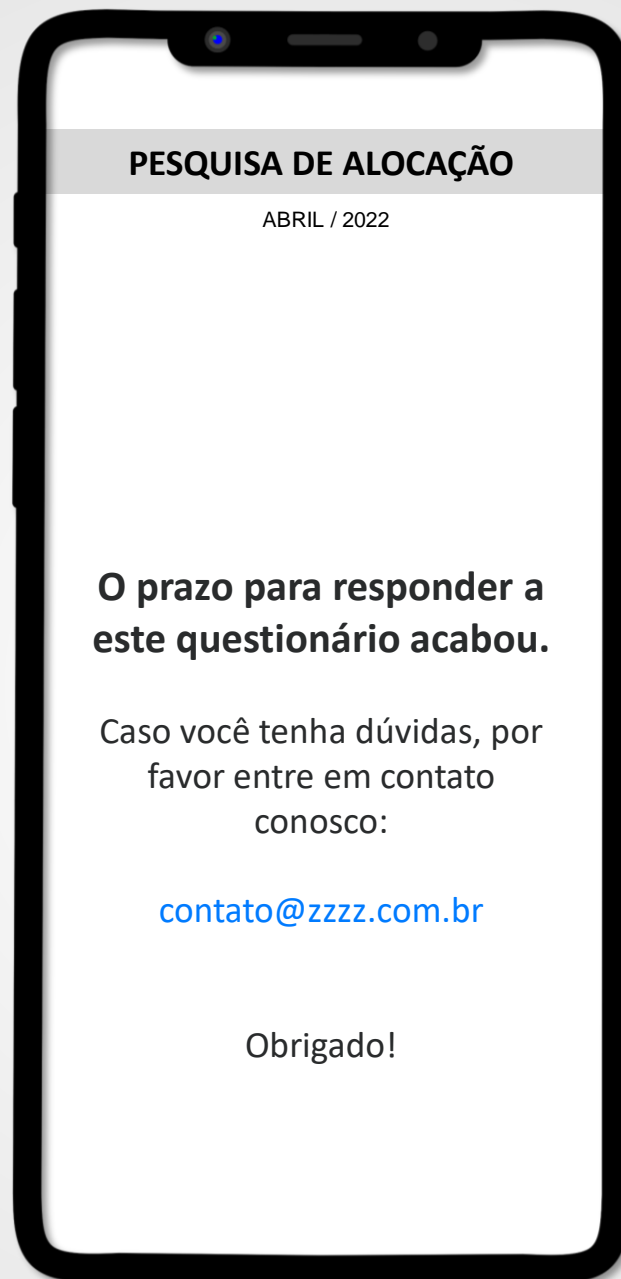 PESQUISA DE ALOCAÇÃO
ABRIL / 2022
O prazo para responder a
este questionário acabou.
Caso você tenha dúvidas, por
favor entre em contato
conosco:
contato@zzzz.com.br
Obrigado!